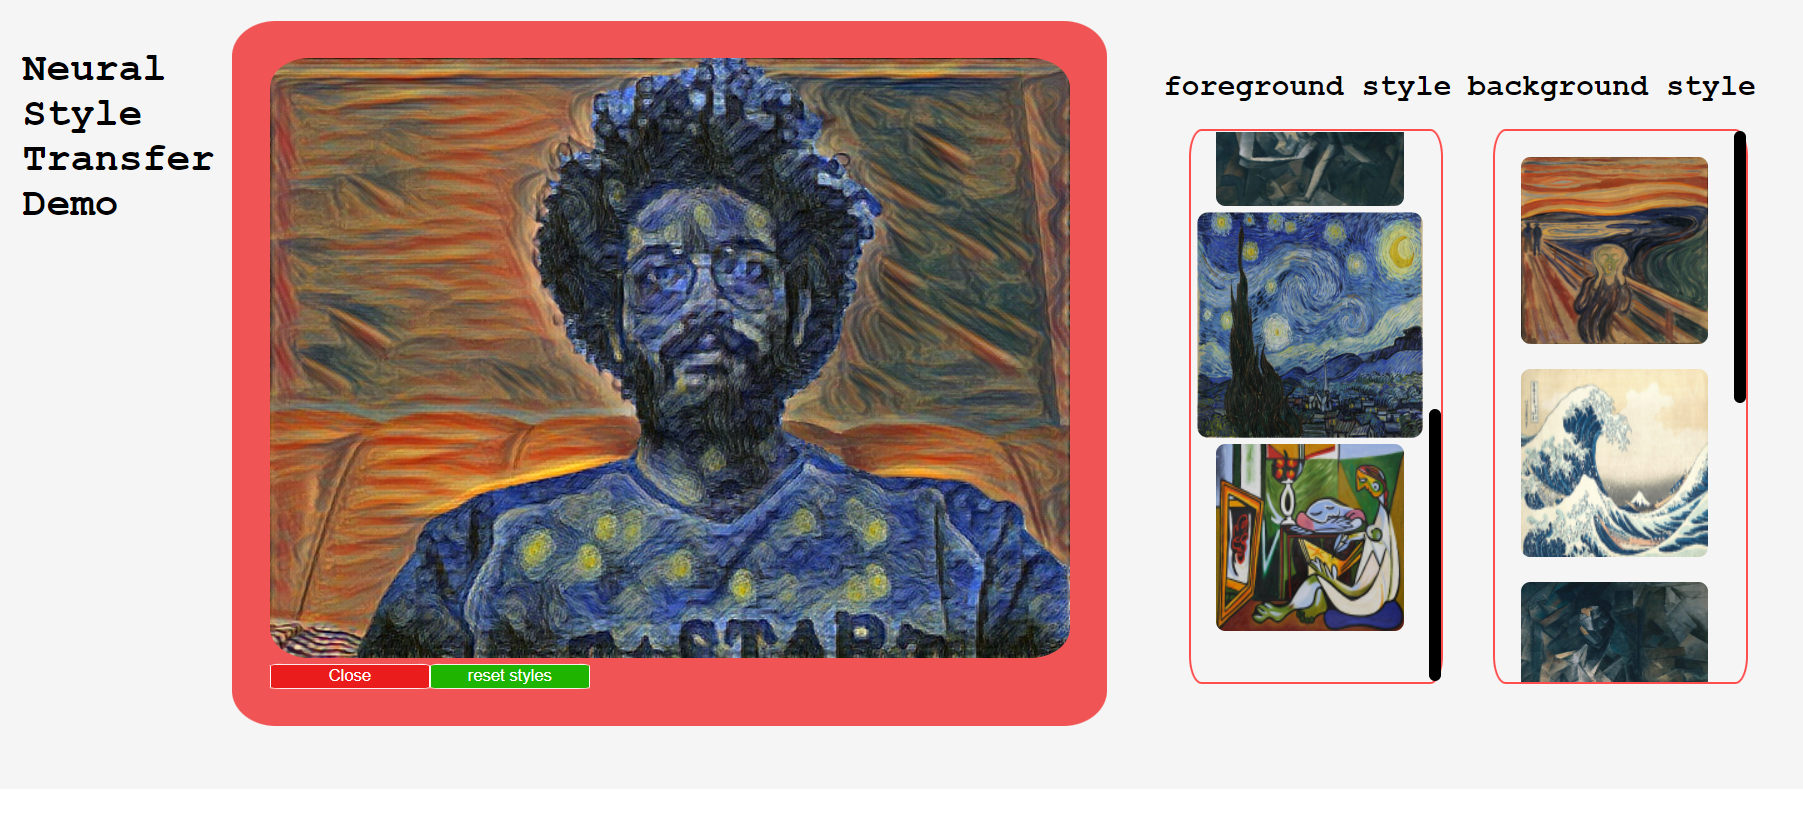 Neural
Style
Transfer
Demo
foreground style
background style
Close
reset styles